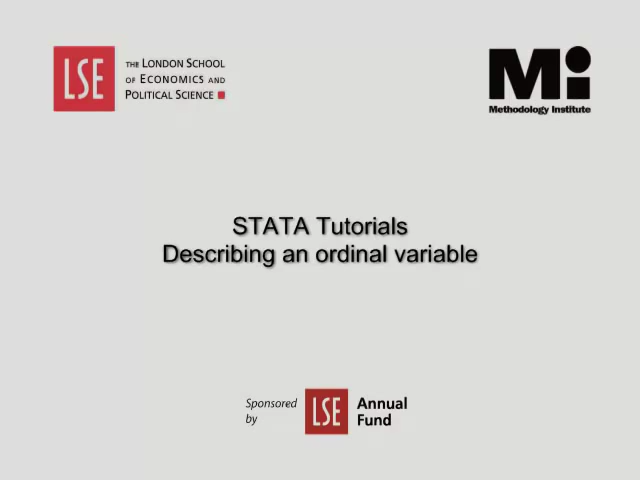 LSE
THE LONDON SCHOOL
OF ECONOMICS AND
POLITICAL SCIENCE
Mi
Methodology Institute
STATA Tutorials
Describing an ordinal variable
Sponsored
by
LSE
Annual
Fund